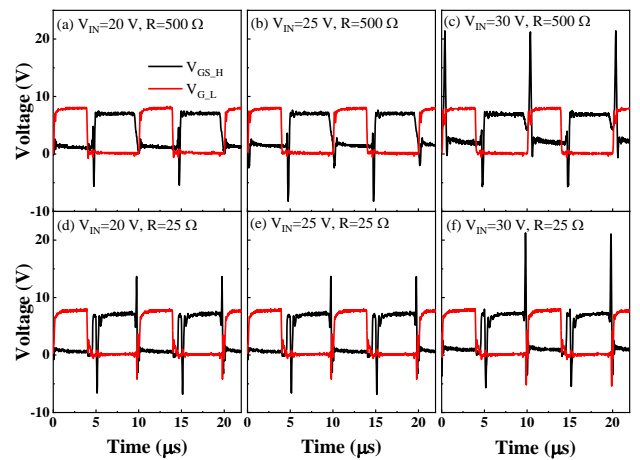 (a) V_IN=20 V, R=500 Ω
(b) V_IN=25 V, R=500 Ω
(c) V_IN=30 V, R=500 Ω
V_GS_H
V_G_L
20
10
0
-10
Voltage (V)
(d) V_IN=20 V, R=25 Ω
(e) V_IN=25 V, R=25 Ω
(f) V_IN=30 V, R=25 Ω
20
10
0
-10
Voltage (V)
0 5 10 15 20
0 5 10 15 20
0 5 10 15 20
Time (μs)
Time (μs)
Time (μs)